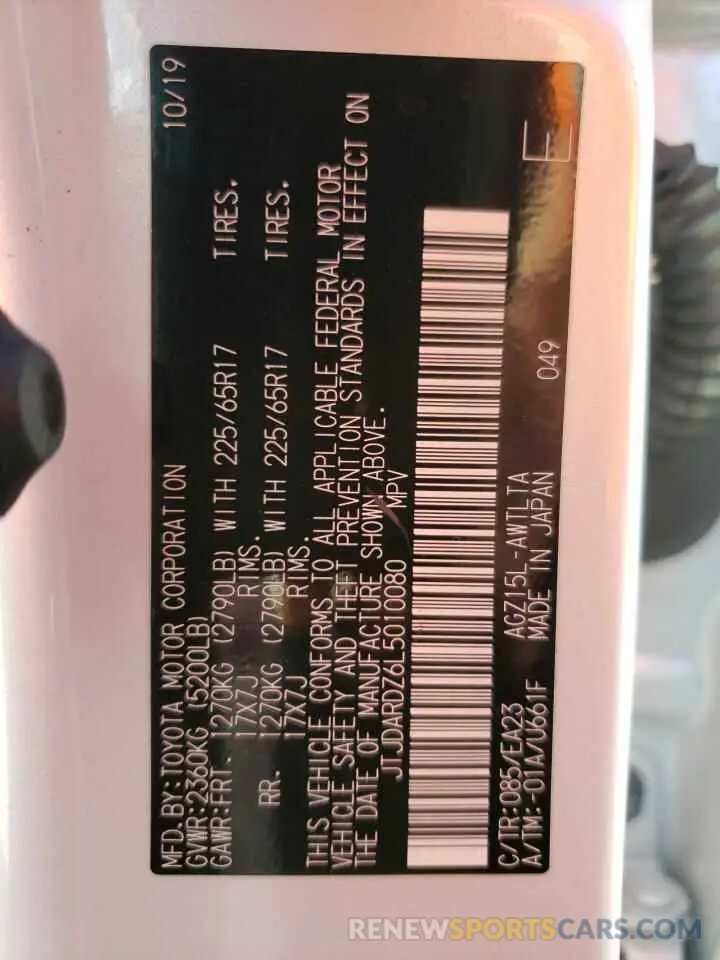 MFD.BY:TOYOTA MOTOR CORPORATION 10/19
GVWR:2360KG (5200LB)
GAWR:FRT. 1270KG (2790LB) WITH 225/65R17 TIRES.
17X7J RIMS.
RR. 1270KG (2790LB) WITH 225/65R17 TIRES.
17X7J RIMS.
THIS VEHICLE CONFORMS TO ALL APPLICABLE FEDERAL MOTOR
VEHICLE SAFETY AND THEFT PREVENTION STANDARDS IN EFFECT ON
THE DATE OF MANUFACTURE SHOWN ABOVE.
JTJDARDZ6L5010080 MPV
E
C/TR:085/EA23 AGZ15L-AWTLTA
A/TM:-01A/U661F MADE IN JAPAN 049
RENEWSPORTSCARS.COM